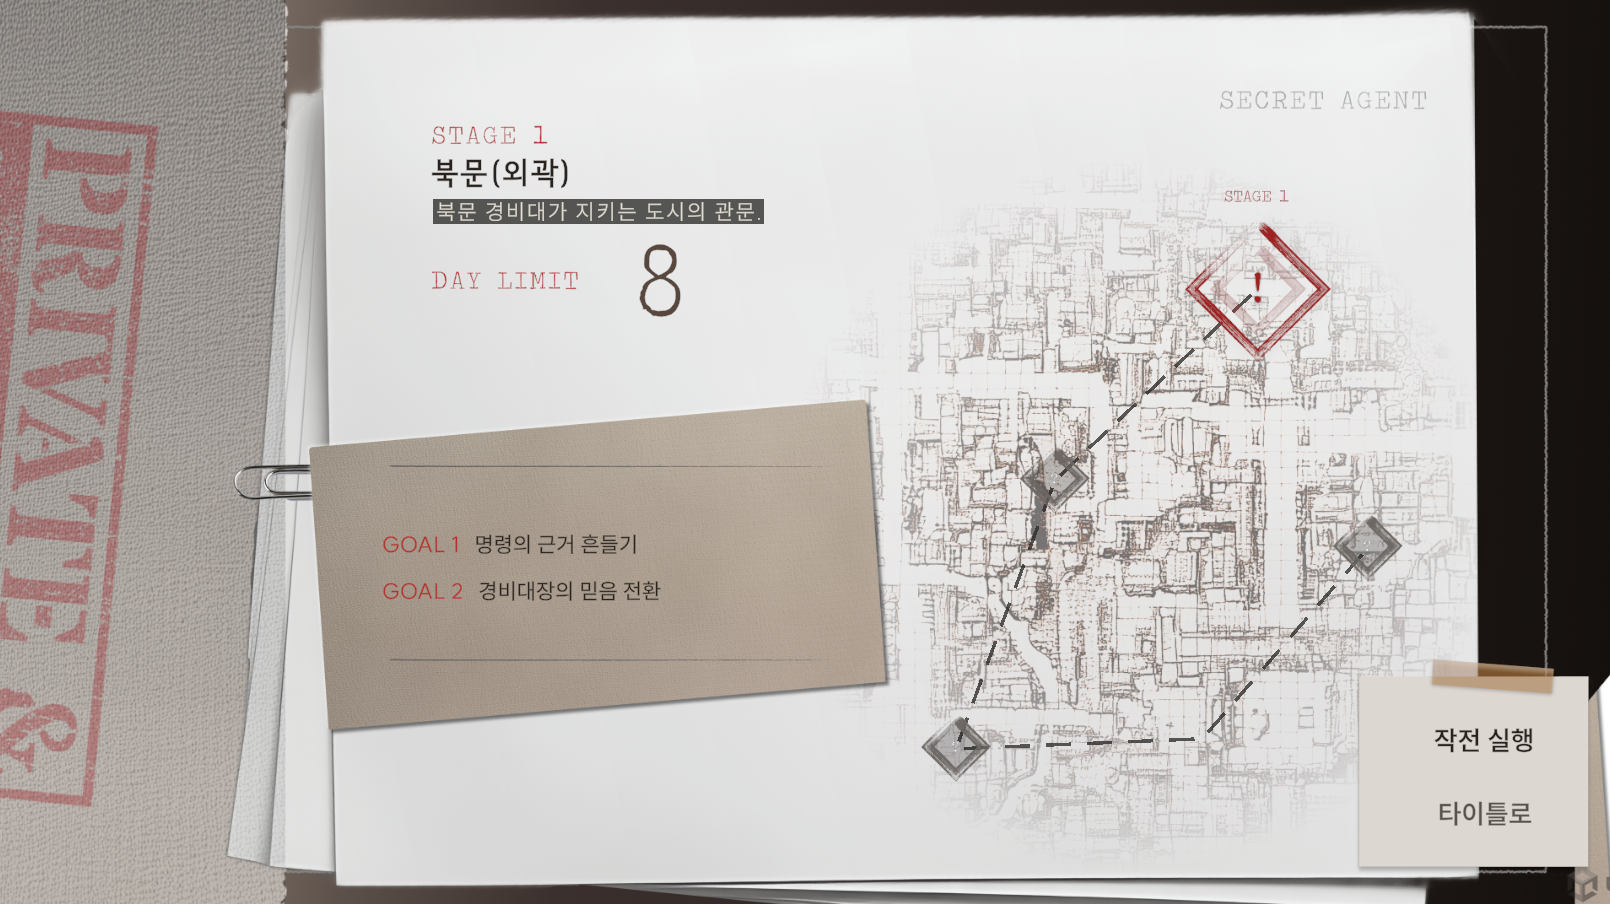 PRIVATE &
SECRET AGENT
STAGE 1
북문(외곽)
북문 경비대가 지키는 도시의 관문.
DAY LIMIT 8
STAGE 1
!
GOAL 1 명령의 근거 흔들기
GOAL 2 경비대장의 믿음 전환
작전 실행
타이틀로